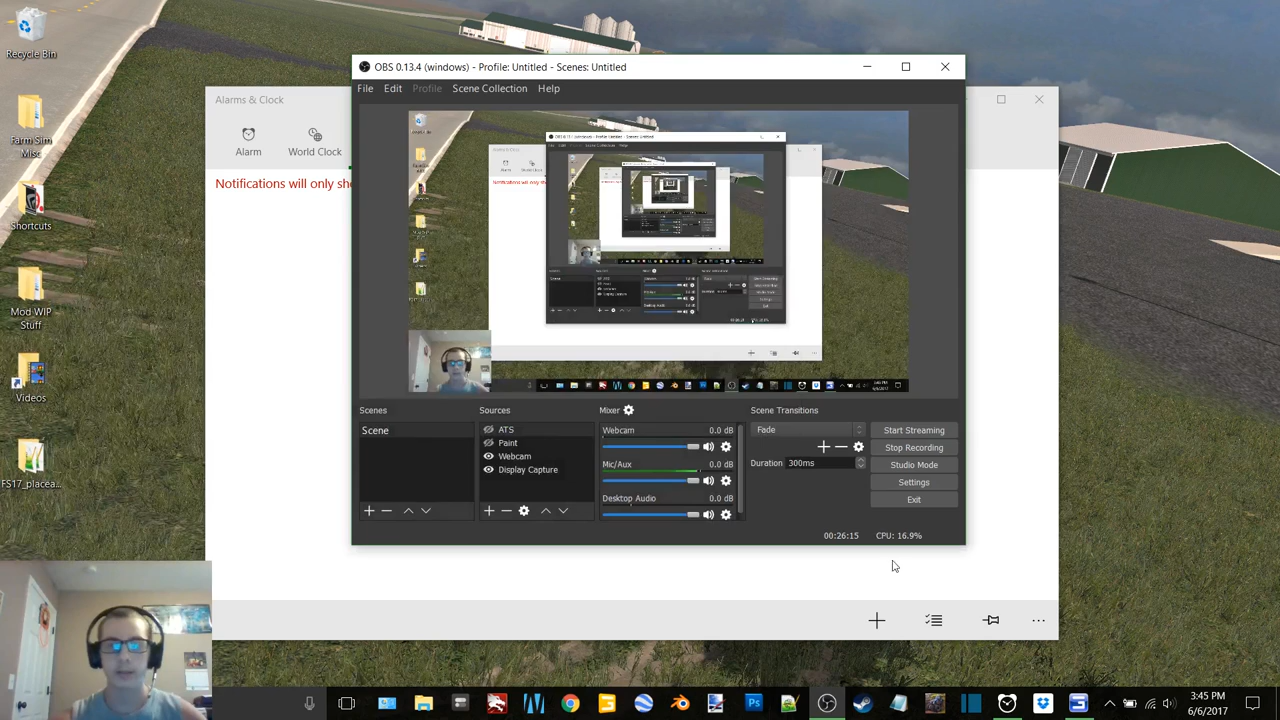 Recycle Bin
Farm Sim
Misc
Shortcuts
Mod WIP
Stuff
Videos
FS17_placea...
Alarms & Clock
Alarm
World Clock
Notifications will only sho
OBS 0.13.4 (windows) - Profile: Untitled - Scenes: Untitled
File Edit Profile Scene Collection Help
Scenes
Scene
Sources
ATS
Paint
Webcam
Display Capture
Mixer
Webcam 0.0 dB
Mic/Aux 0.0 dB
Desktop Audio 0.0 dB
Scene Transitions
Fade
Duration 300ms
Start Streaming
Stop Recording
Studio Mode
Settings
Exit
00:26:15 CPU: 16.9%
3:45 PM
6/6/2017